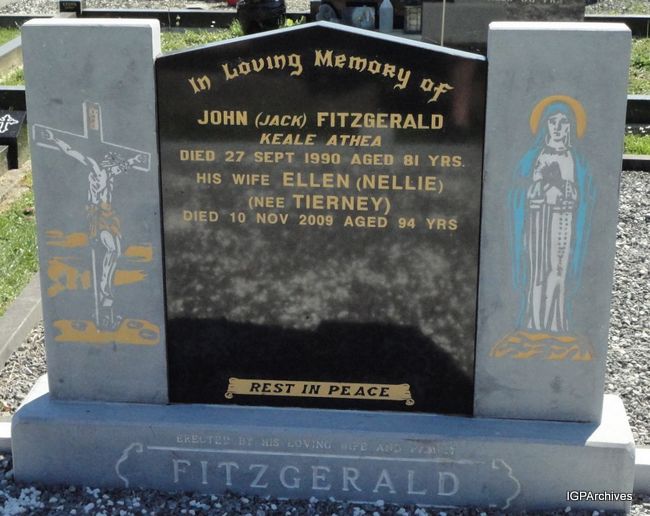 In Loving Memory of
JOHN (JACK) FITZGERALD
KEALE ATHEA
DIED 27 SEPT 1990 AGED 81 YRS.
HIS WIFE ELLEN (NELLIE)
(NEE TIERNEY)
DIED 10 NOV 2009 AGED 94 YRS
REST IN PEACE
ERECTED BY HIS LOVING WIFE AND FAMILY
FITZGERALD
IGPArchives